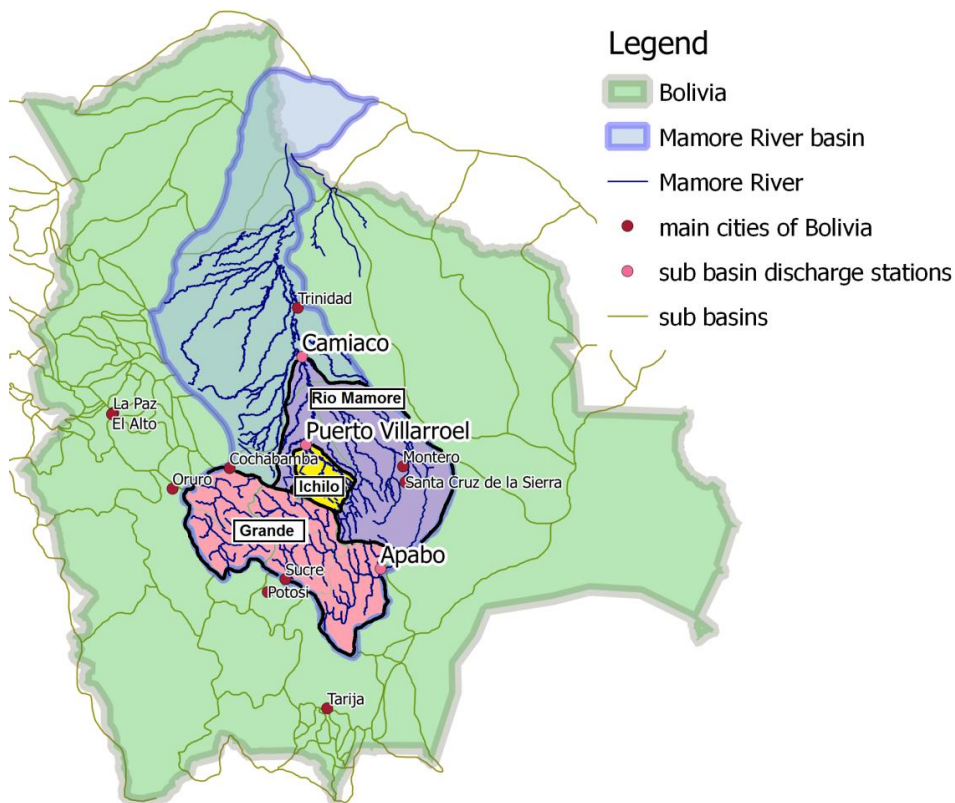 Legend
Bolivia
Mamore River basin
Mamore River
main cities of Bolivia
sub basin discharge stations
sub basins
Trinidad
Camiaco
Rio Mamore
La Paz
El Alto
Puerto Villarroel
Cochabamba
Montero
Oruro
Ichilo
Santa Cruz de la Sierra
Grande
Apabo
Sucre
Potosi
Tarija